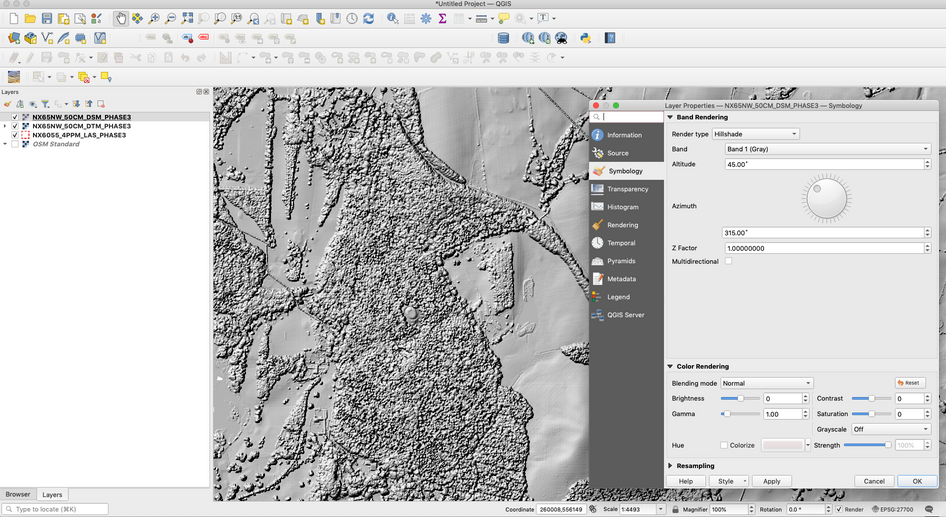 *Untitled Project — QGIS
Layers
NX65NW_50CM_DSM_PHASE3
NX65NW_50CM_DTM_PHASE3
NX6055_4PPM_LAS_PHASE3
OSM Standard
Layer Properties — NX65NW_50CM_DSM_PHASE3 — Symbology
Information
Source
Symbology
Transparency
Histogram
Rendering
Temporal
Pyramids
Metadata
Legend
QGIS Server
Band Rendering
Render type Hillshade
Band Band 1 (Gray)
Altitude 45.00°
Azimuth
315.00°
Z Factor 1.00000000
Multidirectional
Color Rendering
Blending mode Normal Reset
Brightness 0 Contrast 0
Gamma 1.00 Saturation 0
Grayscale Off
Hue Colorize Strength 100%
Resampling
Help Style Apply Cancel OK
Browser Layers
Type to locate (⌘K) Coordinate 260008,556149 Scale 1:4493 Magnifier 100% Rotation 0.0° Render EPSG:27700